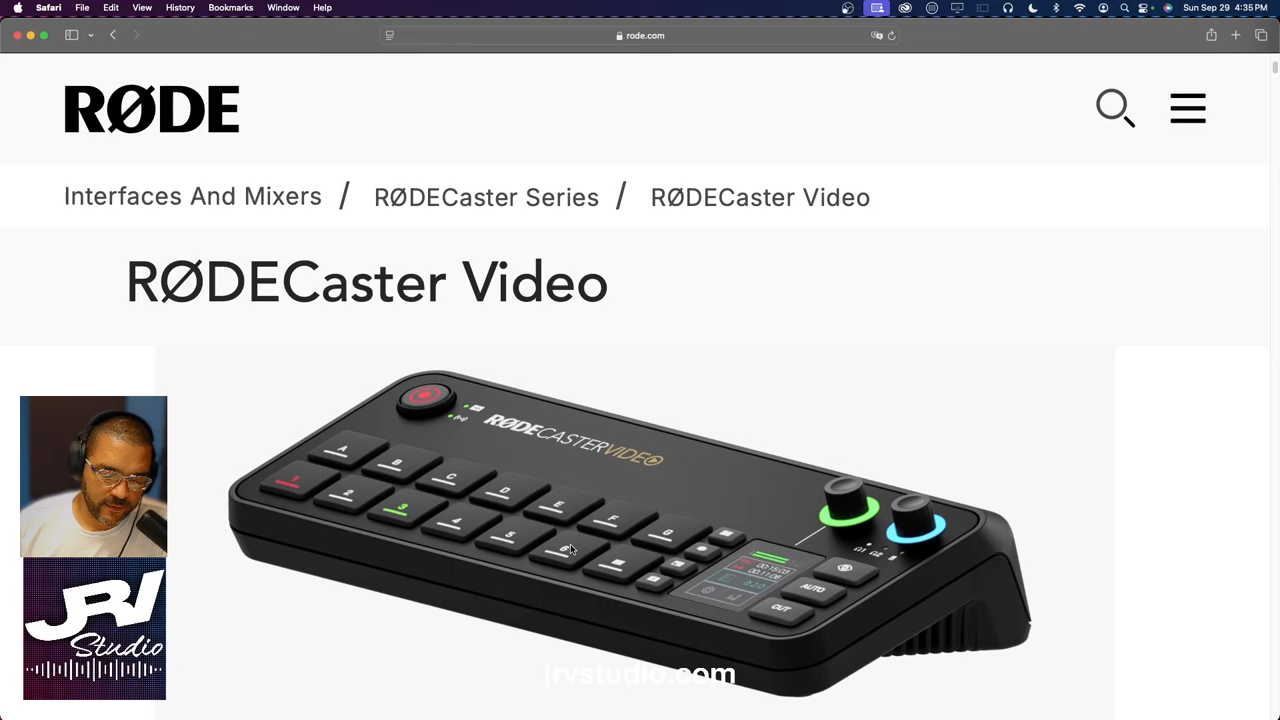 Safari File Edit View History Bookmarks Window Help
Sun Sep 29 4:35 PM
rode.com
RØDE
Interfaces And Mixers / RØDECaster Series / RØDECaster Video
RØDECaster Video
RØDECASTERVIDEO
A
B
C
D
E
F
G
1
2
3
4
5
6
AUTO
CUT
JRV
Studio
jrvstudio.com